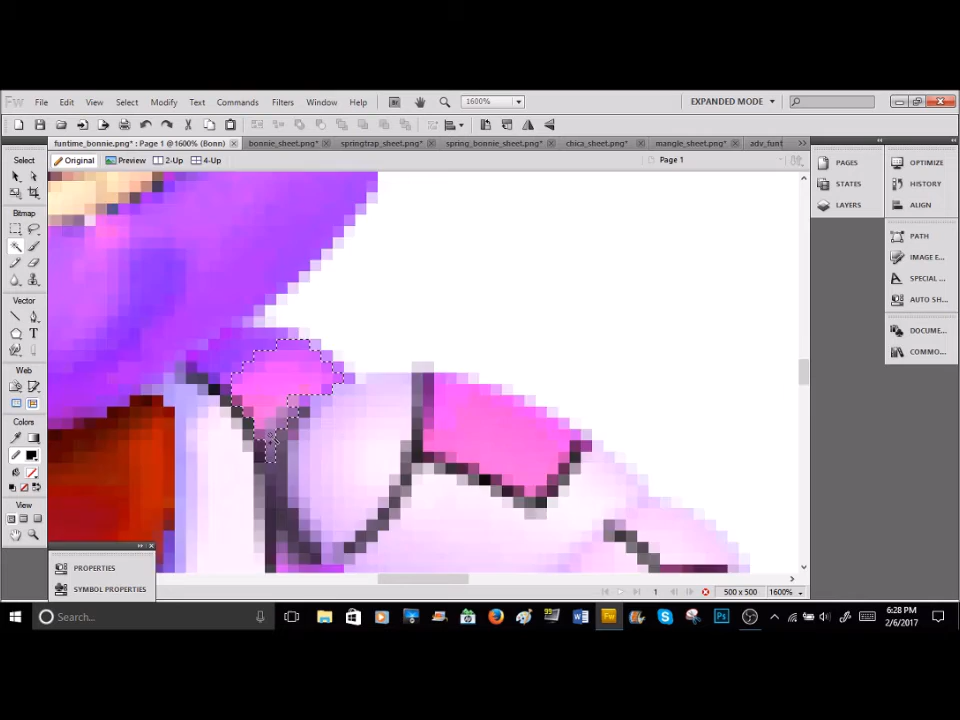 Fw File Edit View Select Modify Text Commands Filters Window Help 1600% EXPANDED MODE
funtime_bonnie.png* : Page 1 @1600% (Bonn) bonnie_sheet.png* springtrap_sheet.png* spring_bonnie_sheet.png* chica_sheet.png* mangle_sheet.png* adv_funt
Select Original Preview 2-Up 4-Up Page 1
PAGES OPTIMIZE
STATES HISTORY
LAYERS ALIGN
Bitmap
PATH
IMAGE E...
SPECIAL ...
AUTO SH...
Vector
T
DOCUME...
COMMO...
Web
Colors
View
PROPERTIES
SYMBOL PROPERTIES
1 500 x 500 1600%
Search... 99 W Fw Ps 6:28 PM
2/6/2017